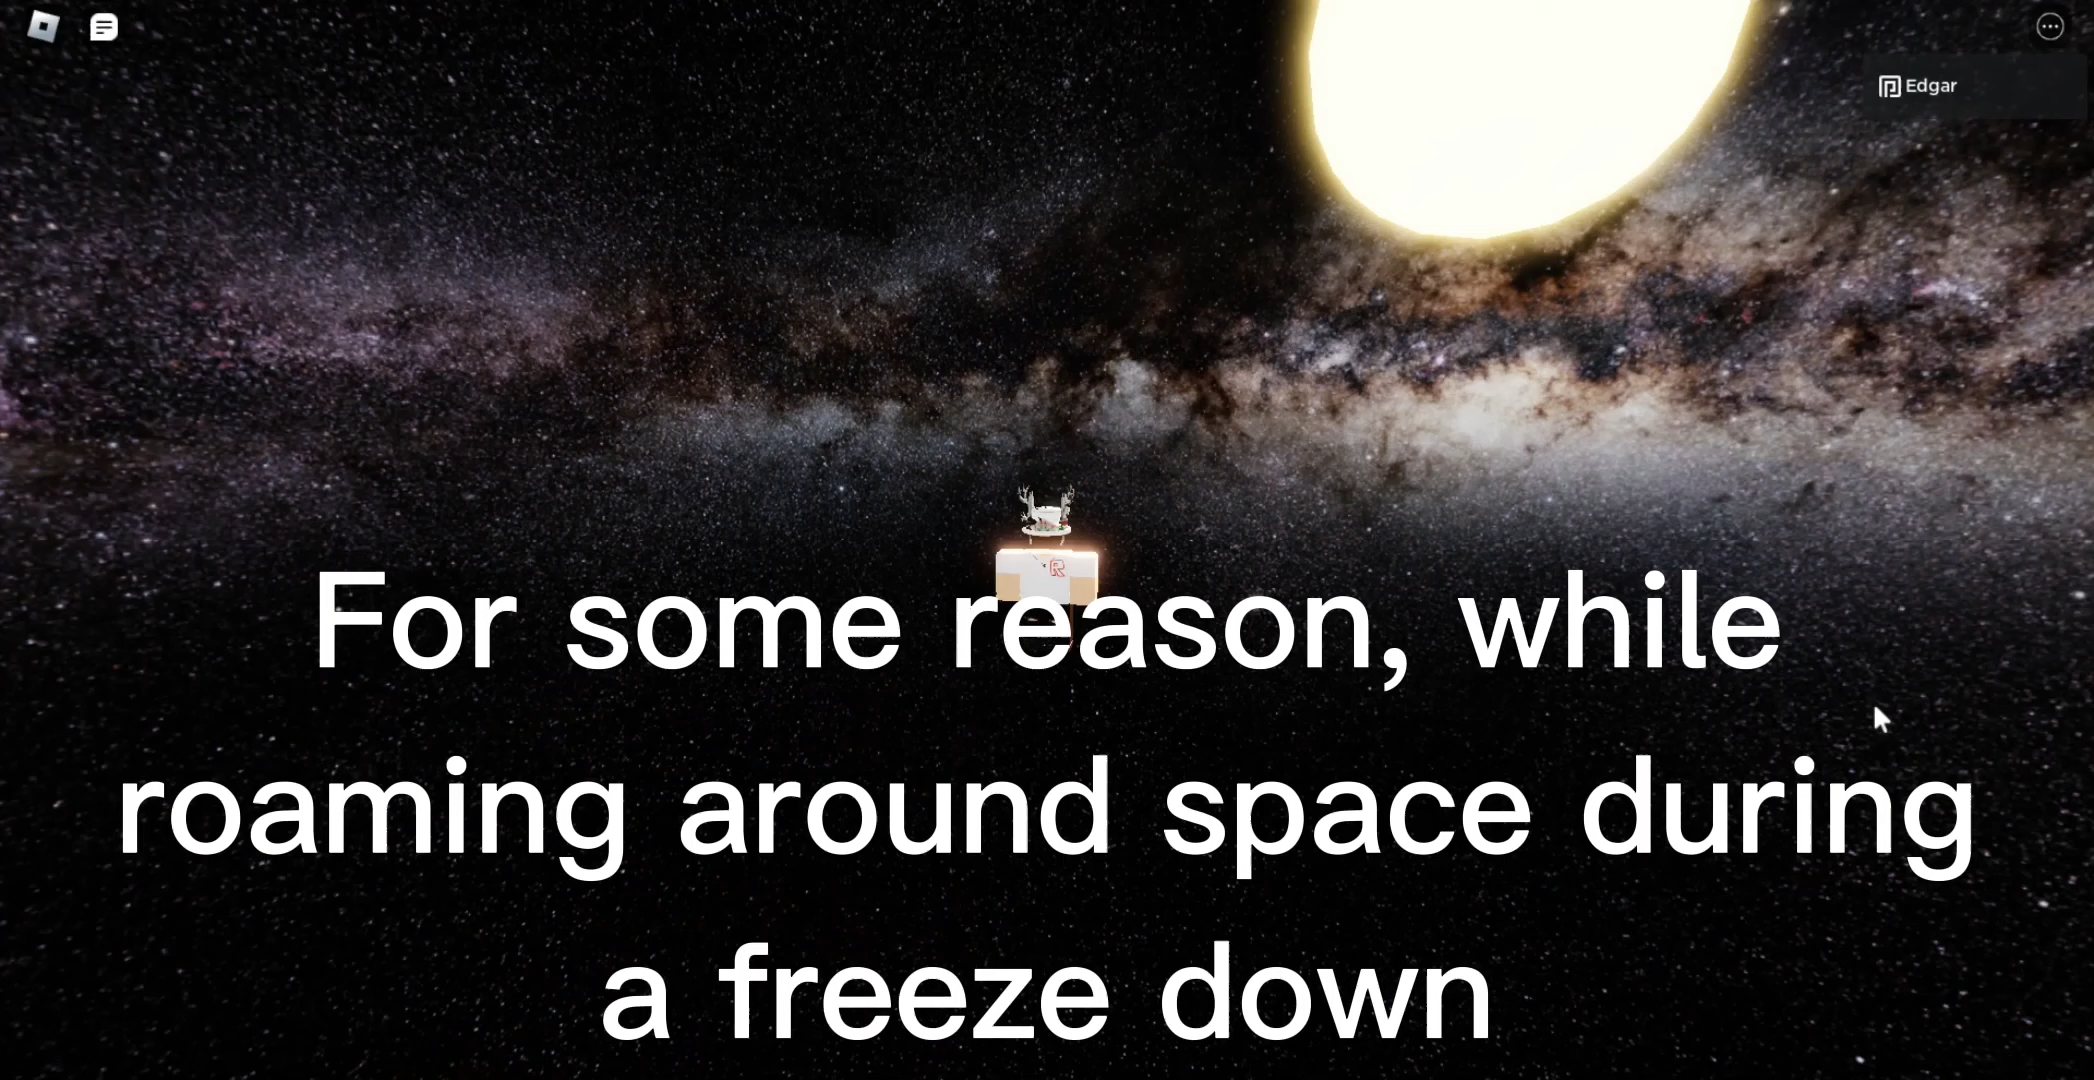 Edgar
R
For some reason, while
roaming around space during
a freeze down